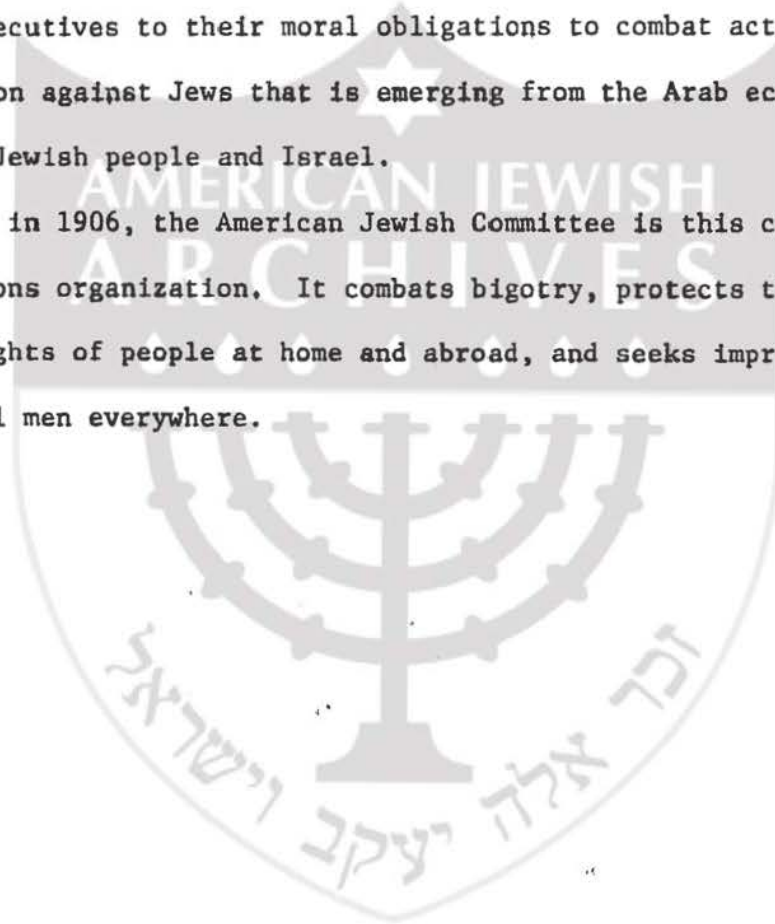 ecutives to their moral obligations to combat act
on against Jews that is emerging from the Arab ec
Jewish people and Israel.
in 1906, the American Jewish Committee is this c
ons organization. It combats bigotry, protects t
ghts of people at home and abroad, and seeks impr
l men everywhere.
AMERICAN JEWISH
ARCHIVES
זכר אלה יעקב וישראל